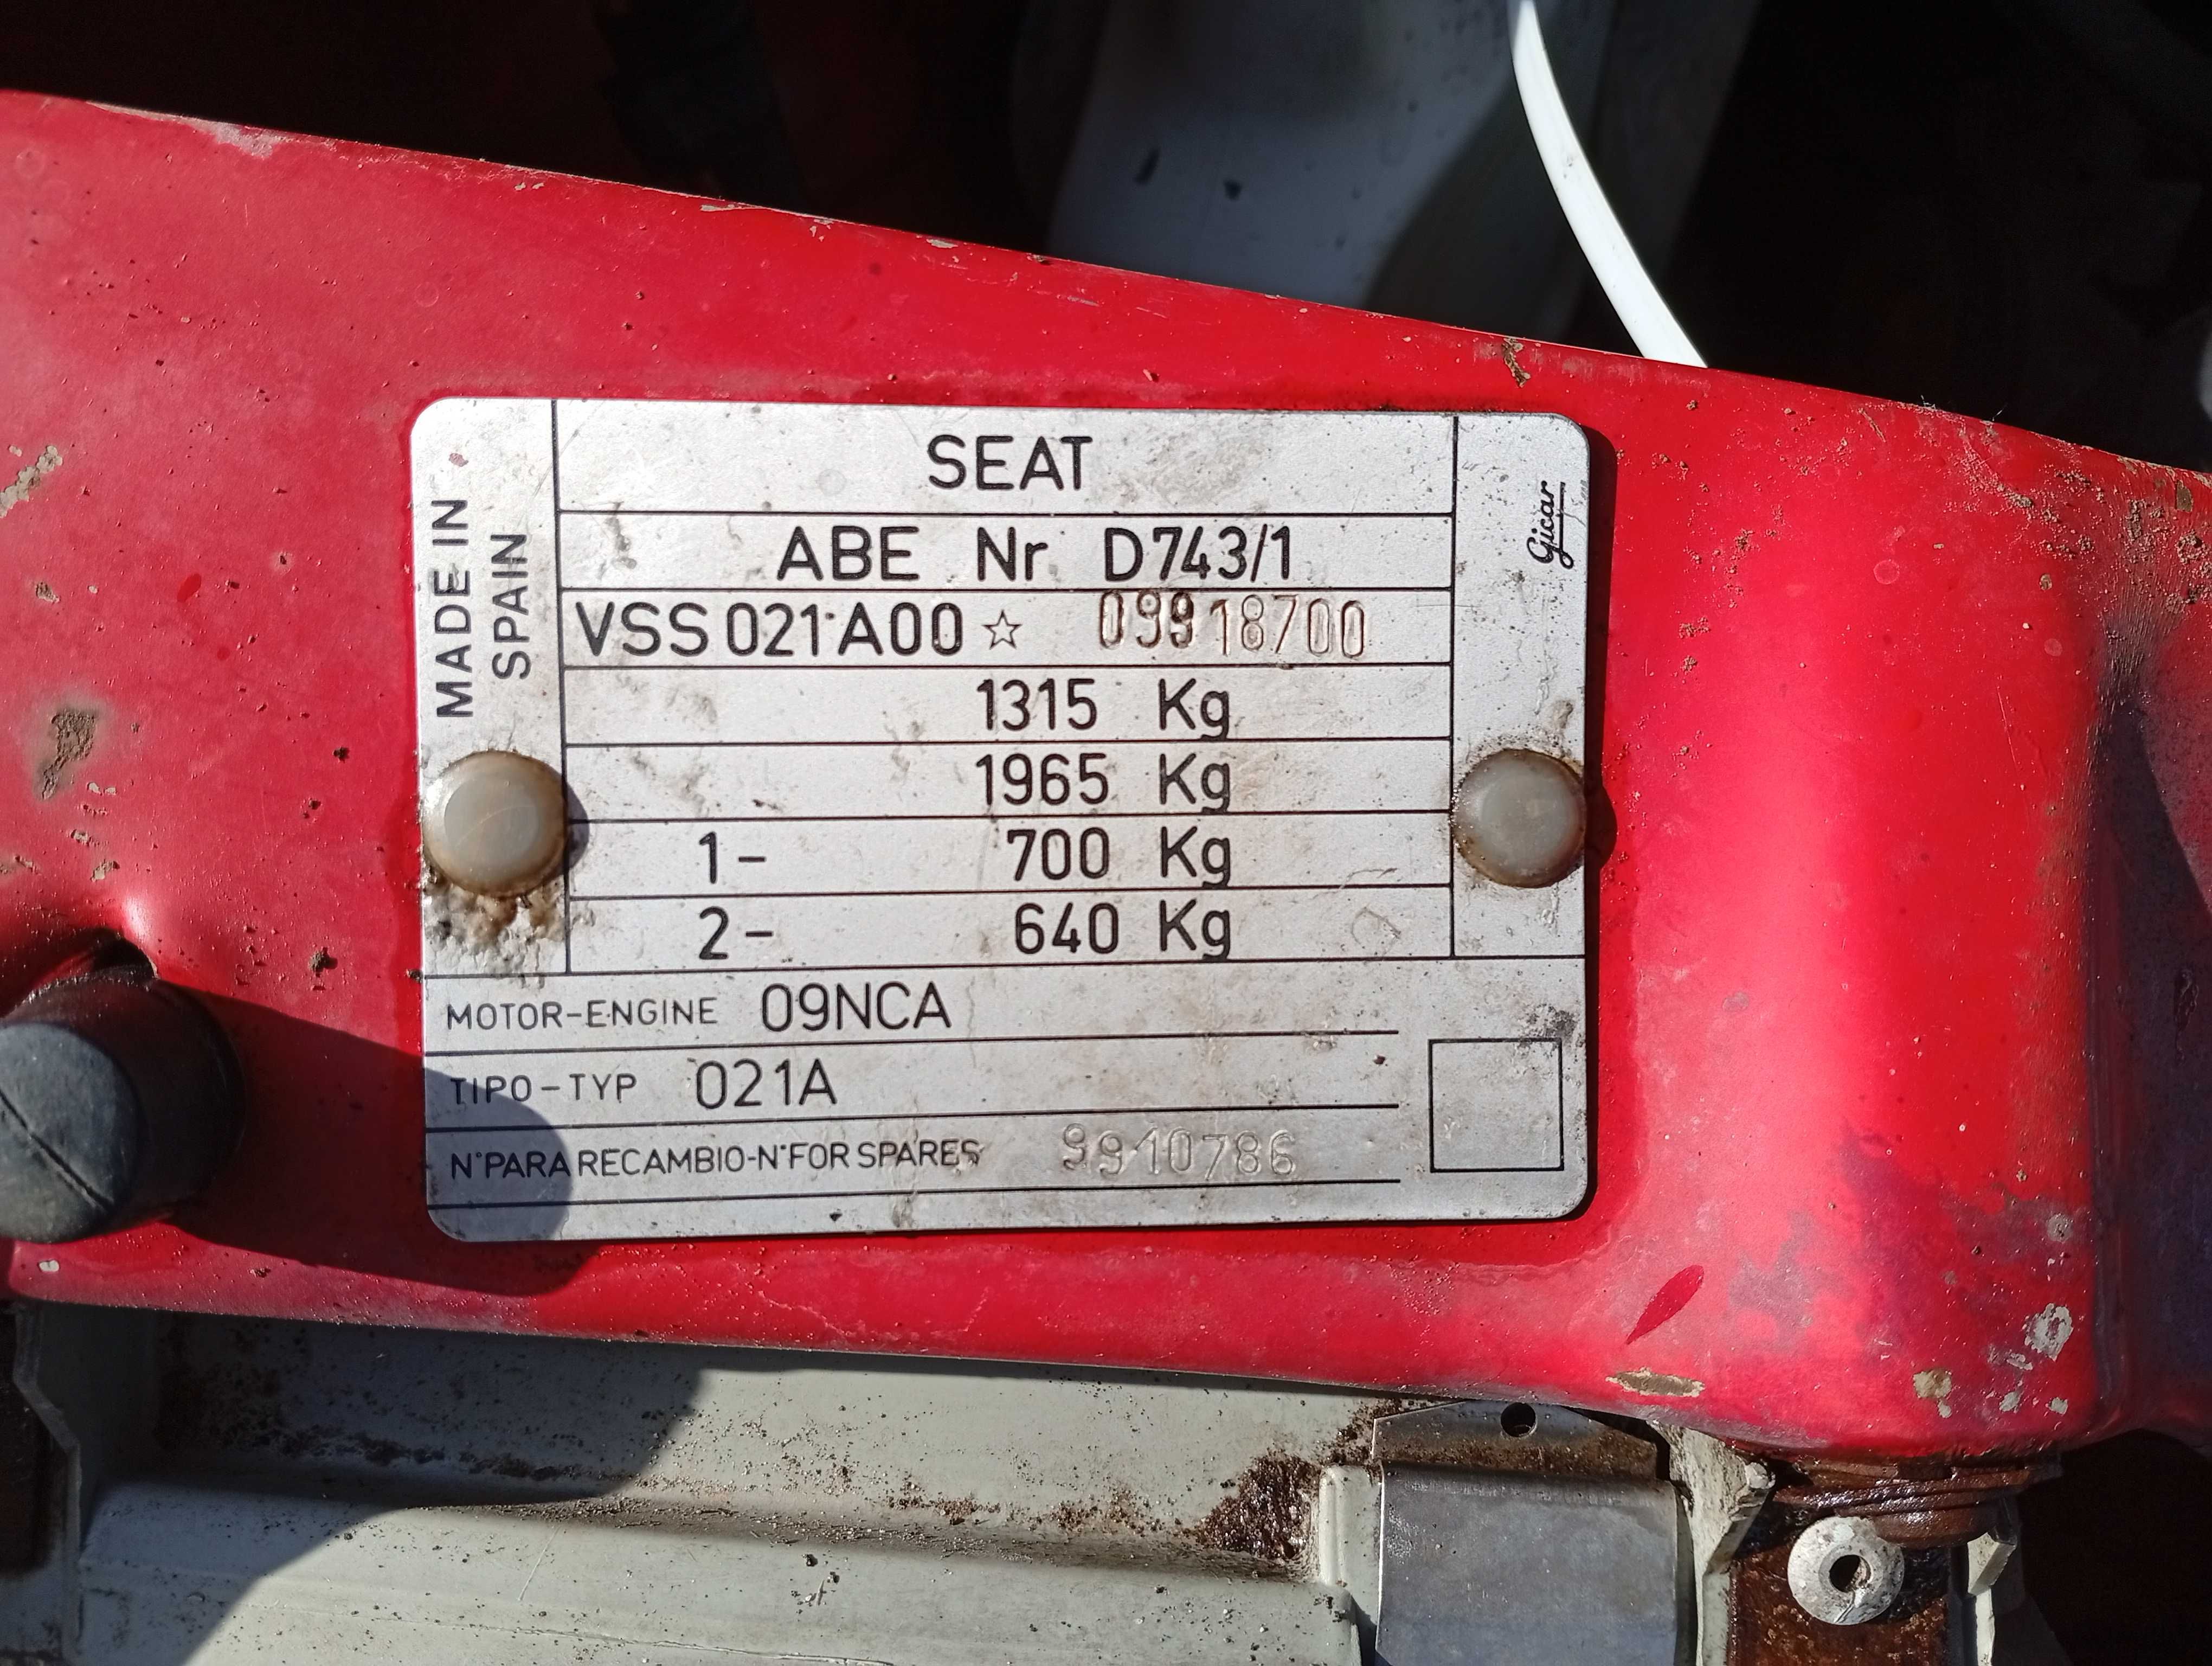 MADE IN
SPAIN
SEAT
Gicar
ABE Nr D743/1
VSS 021 A00 ☆ 09918700
1315 Kg
1965 Kg
1- 700 Kg
2- 640 Kg
MOTOR-ENGINE 09NCA
TIPO-TYP 021A
N°PARA RECAMBIO-N°FOR SPARES 9910786